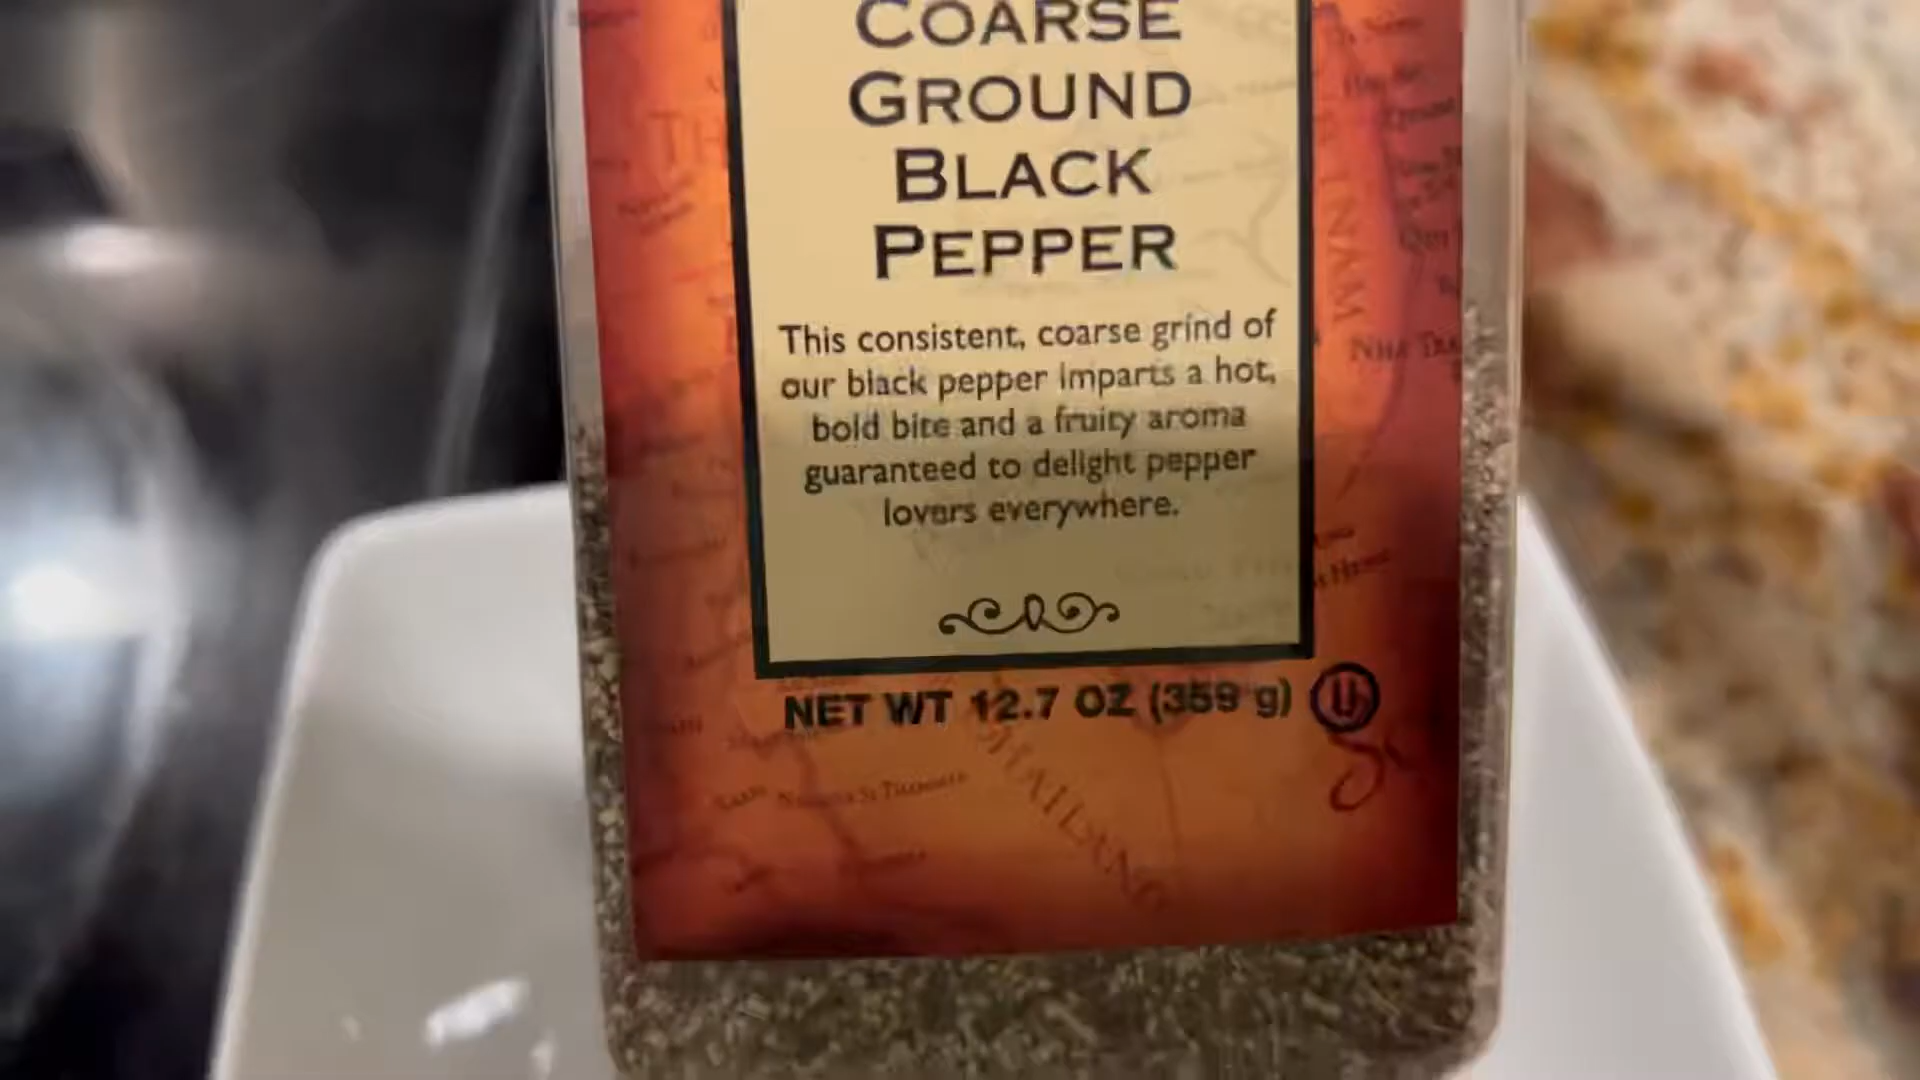 COARSE
GROUND
BLACK
PEPPER
This consistent, coarse grind of
our black pepper imparts a hot,
bold bite and a fruity aroma
guaranteed to delight pepper
lovers everywhere.
NET WT 12.7 OZ (359 g) U